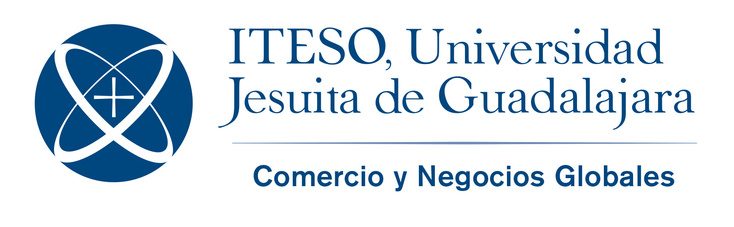 ITESO, Universidad
Jesuita de Guadalajara
Comercio y Negocios Globales